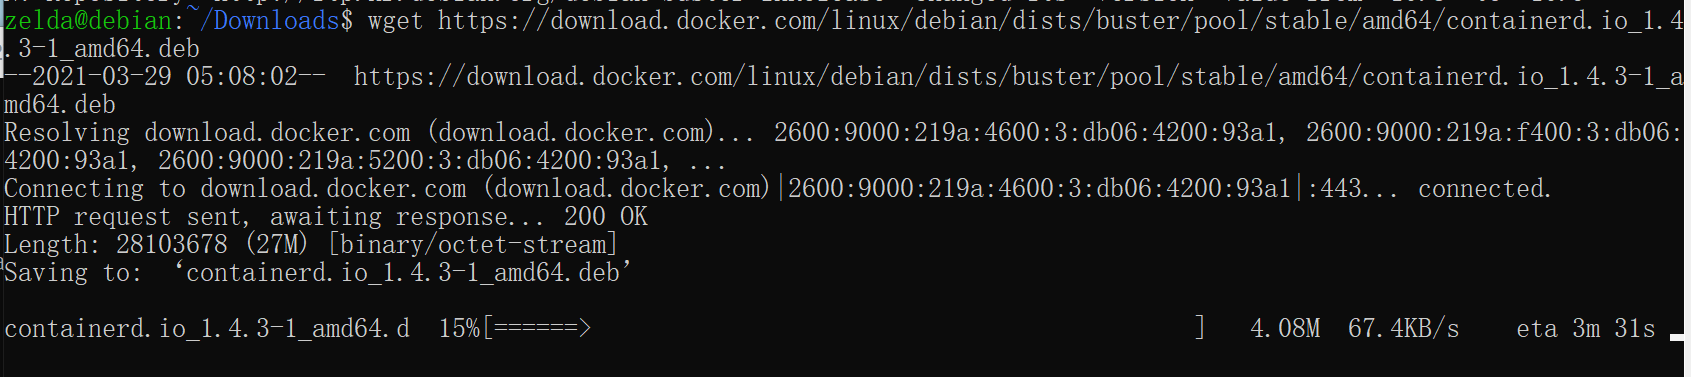 zelda@debian:~/Downloads$ wget https://download.docker.com/linux/debian/dists/buster/pool/stable/amd64/containerd.io_1.4
.3-1_amd64.deb
--2021-03-29 05:08:02--  https://download.docker.com/linux/debian/dists/buster/pool/stable/amd64/containerd.io_1.4.3-1_a
md64.deb
Resolving download.docker.com (download.docker.com)... 2600:9000:219a:4600:3:db06:4200:93a1, 2600:9000:219a:f400:3:db06:
4200:93a1, 2600:9000:219a:5200:3:db06:4200:93a1, ...
Connecting to download.docker.com (download.docker.com)|2600:9000:219a:4600:3:db06:4200:93a1|:443... connected.
HTTP request sent, awaiting response... 200 OK
Length: 28103678 (27M) [binary/octet-stream]
Saving to: ‘containerd.io_1.4.3-1_amd64.deb’
containerd.io_1.4.3-1_amd64.d  15%[======>                ]   4.08M  67.4KB/s    eta 3m 31s